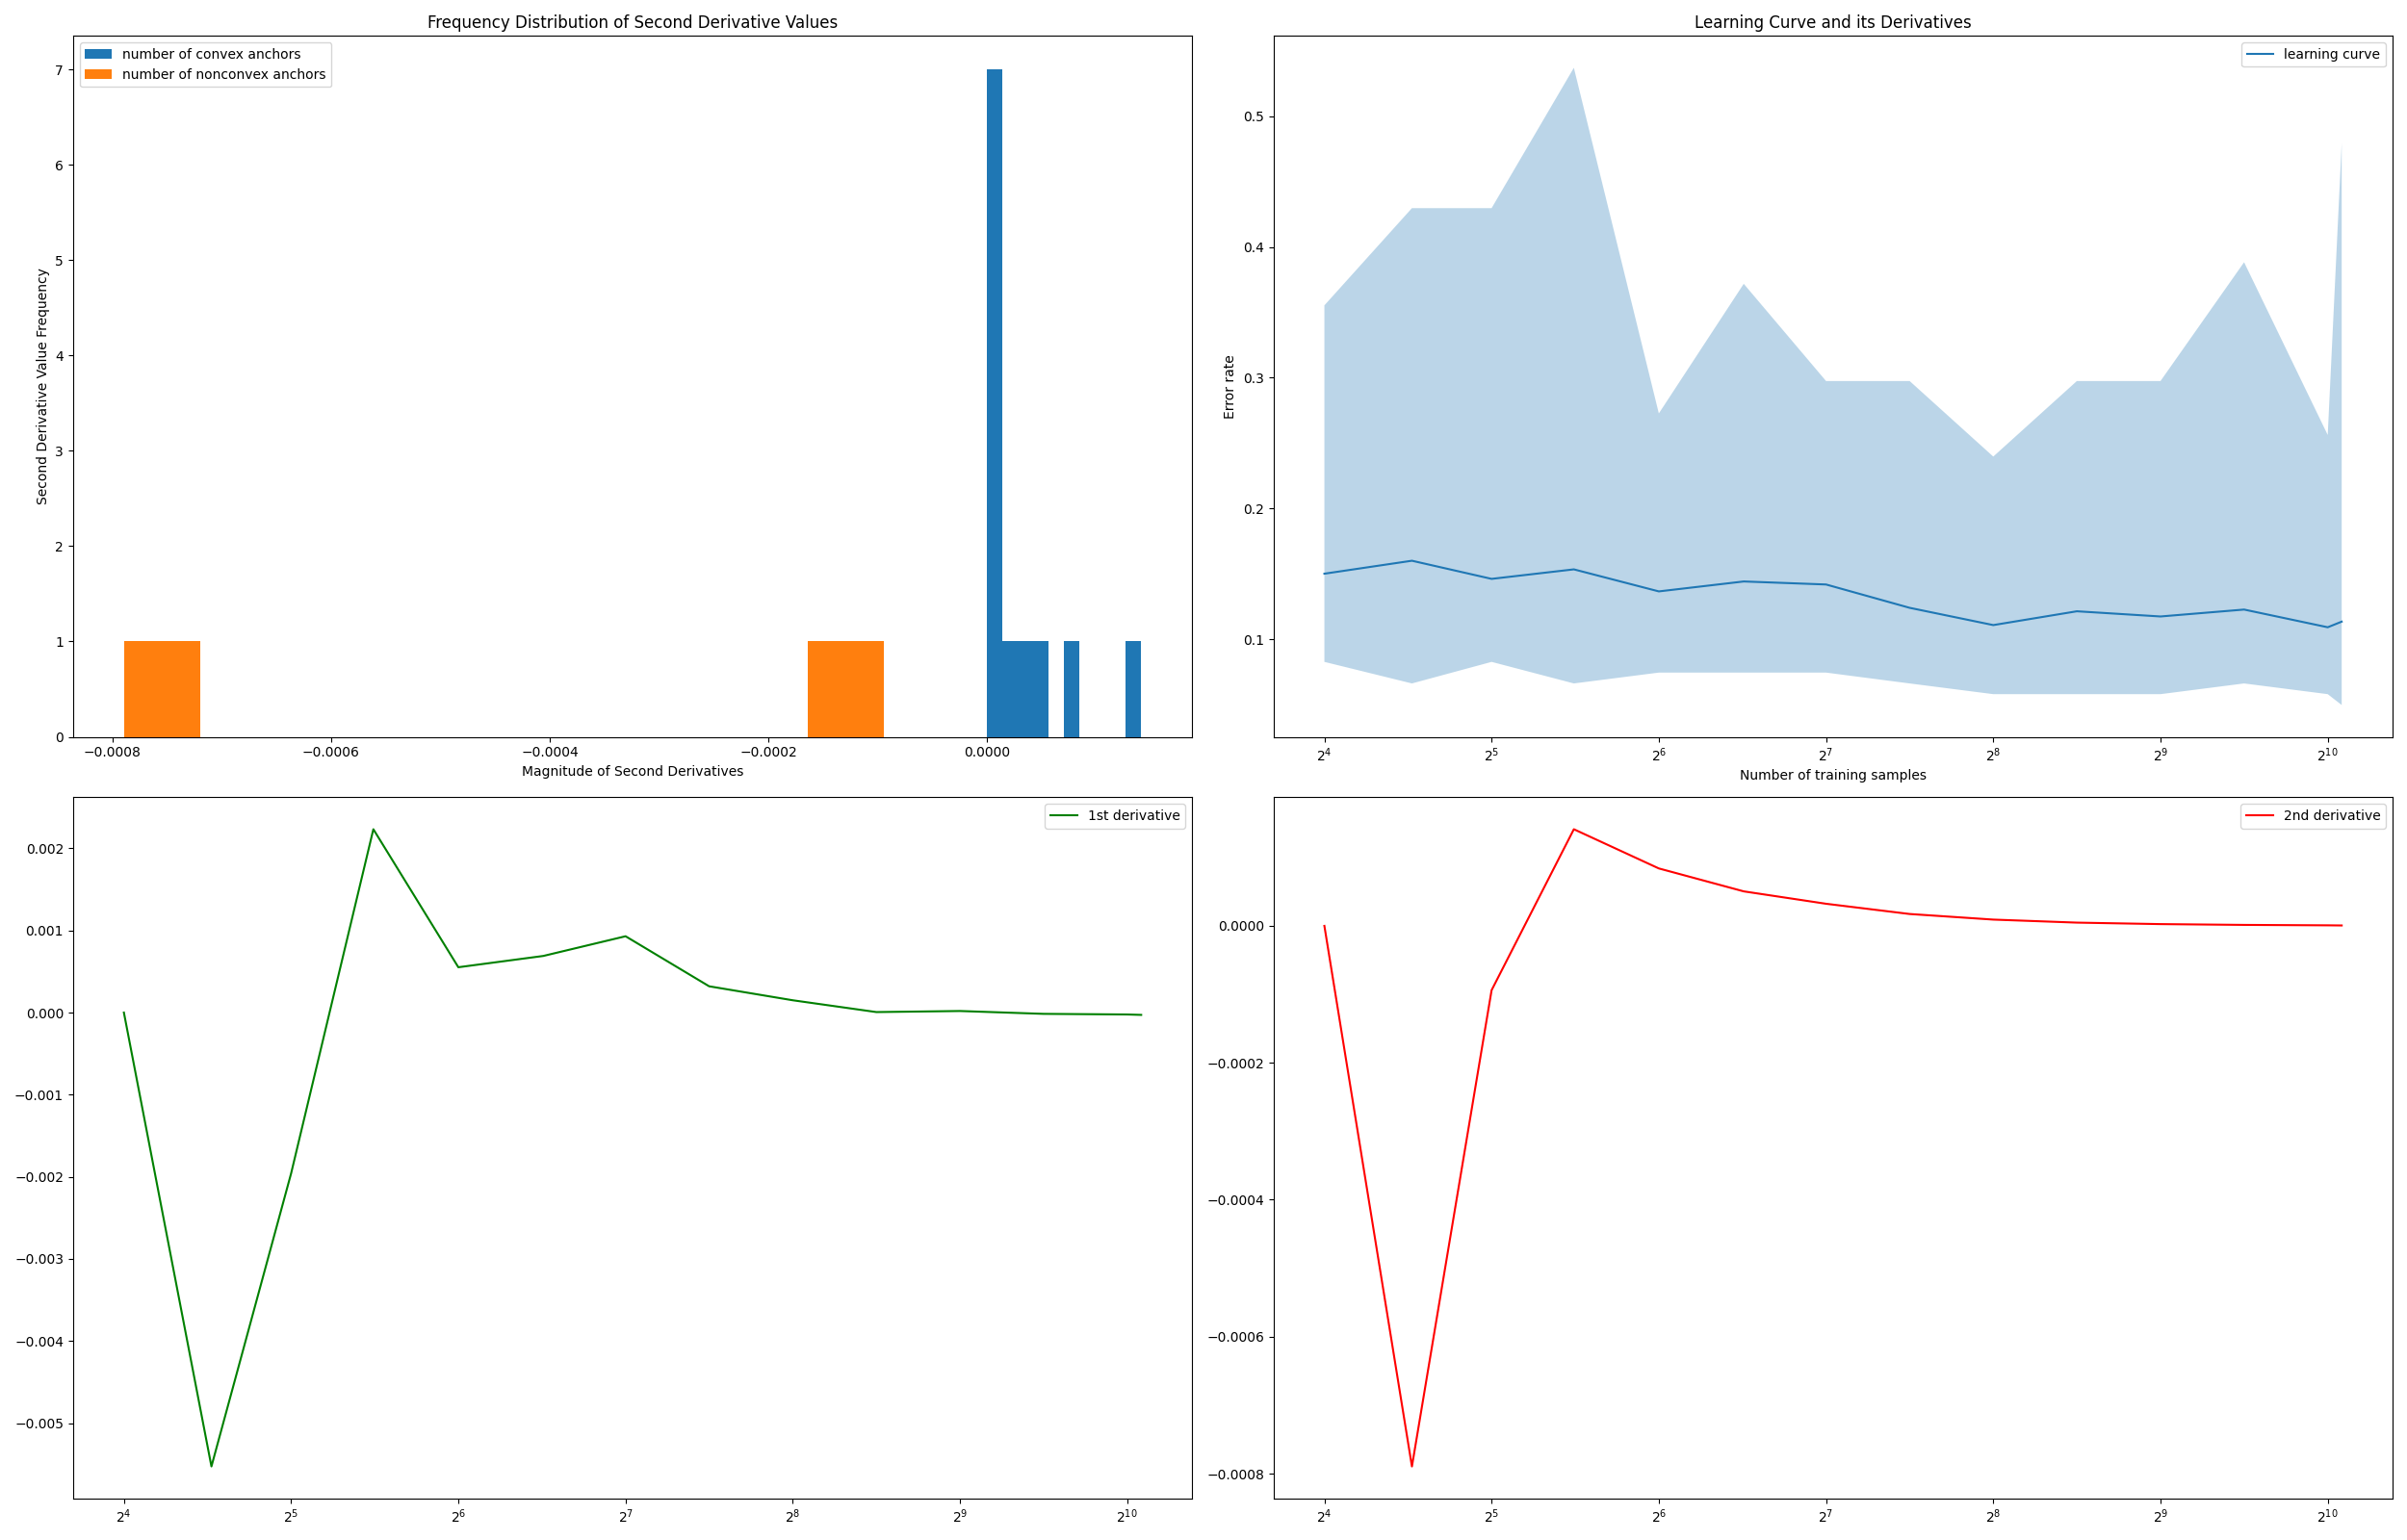 Frequency Distribution of Second Derivative Values
number of convex anchors
number of nonconvex anchors
Second Derivative Value Frequency
7
6
5
4
3
2
1
0
−0.0008 −0.0006 −0.0004 −0.0002 0.0000
Magnitude of Second Derivatives
Learning Curve and its Derivatives
learning curve
Error rate
0.5
0.4
0.3
0.2
0.1
2⁴ 2⁵ 2⁶ 2⁷ 2⁸ 2⁹ 2¹⁰
Number of training samples
1st derivative
0.002
0.001
0.000
−0.001
−0.002
−0.003
−0.004
−0.005
2⁴ 2⁵ 2⁶ 2⁷ 2⁸ 2⁹ 2¹⁰
2nd derivative
0.0000
−0.0002
−0.0004
−0.0006
−0.0008
2⁴ 2⁵ 2⁶ 2⁷ 2⁸ 2⁹ 2¹⁰